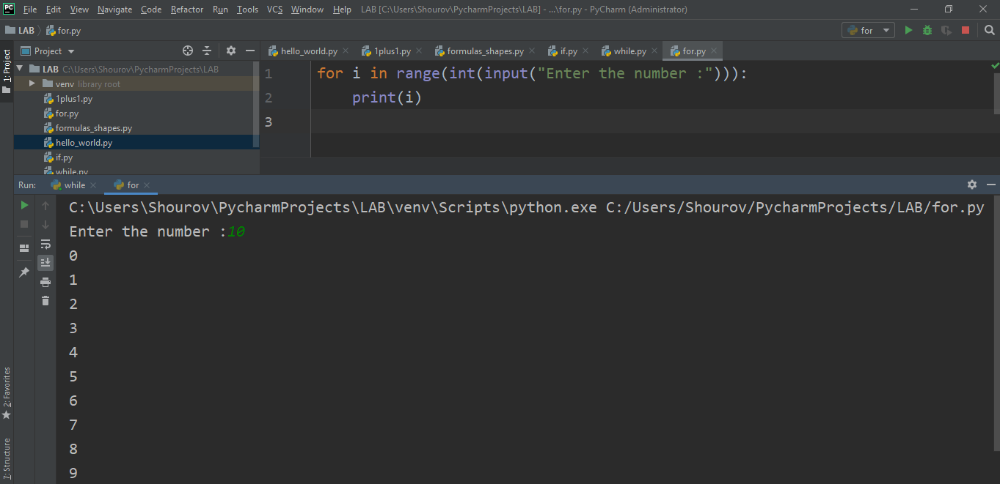 PC File Edit View Navigate Code Refactor Run Tools VCS Window Help LAB [C:\Users\Shourov\PycharmProjects\LAB] - ...\for.py - PyCharm (Administrator)
LAB for.py for
1: Project
Project hello_world.py 1plus1.py formulas_shapes.py if.py while.py for.py
LAB C:\Users\Shourov\PycharmProjects\LAB
venv library root
1plus1.py
for.py
formulas_shapes.py
hello_world.py
if.py
while.py
1 for i in range(int(input("Enter the number :"))):
2 print(i)
3
Run: while for
C:\Users\Shourov\PycharmProjects\LAB\venv\Scripts\python.exe C:/Users/Shourov/PycharmProjects/LAB/for.py
Enter the number :10
0
1
2
3
4
5
6
7
8
9
2: Favorites
7: Structure